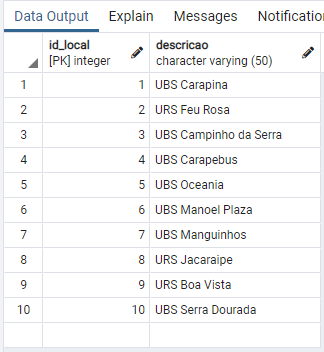 Data Output Explain Messages Notification
id_local descricao
[PK] integer character varying (50)
1 1 UBS Carapina
2 2 URS Feu Rosa
3 3 UBS Campinho da Serra
4 4 UBS Carapebus
5 5 UBS Oceania
6 6 UBS Manoel Plaza
7 7 UBS Manguinhos
8 8 URS Jacaraipe
9 9 URS Boa Vista
10 10 UBS Serra Dourada